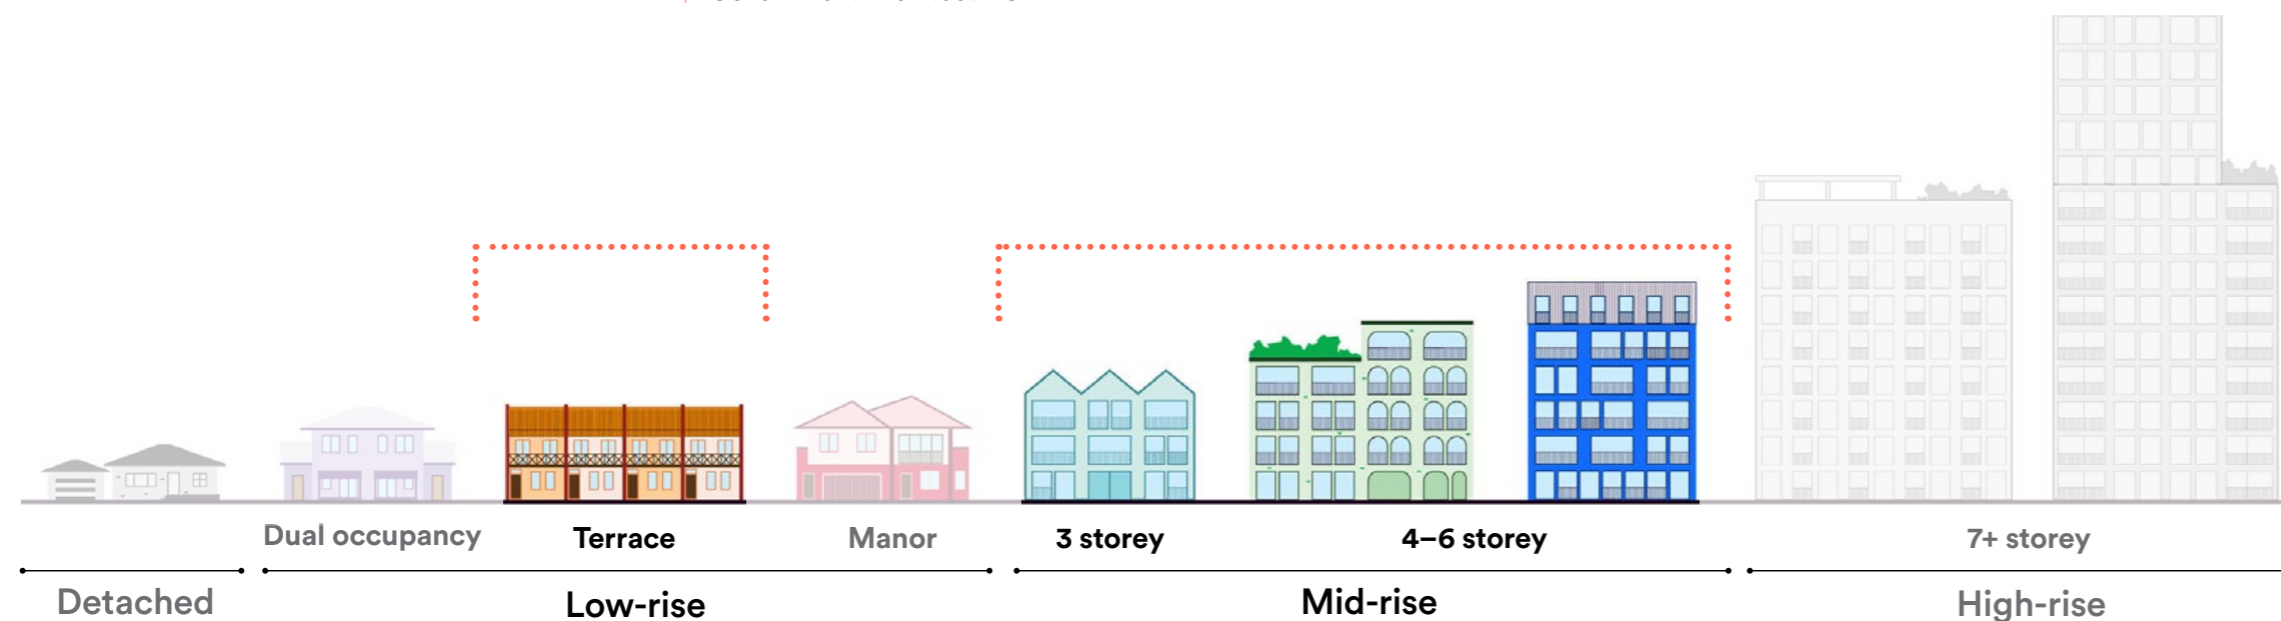 Dual occupancy
Terrace
Manor
3 storey
4–6 storey
7+ storey
Detached
Low-rise
Mid-rise
High-rise